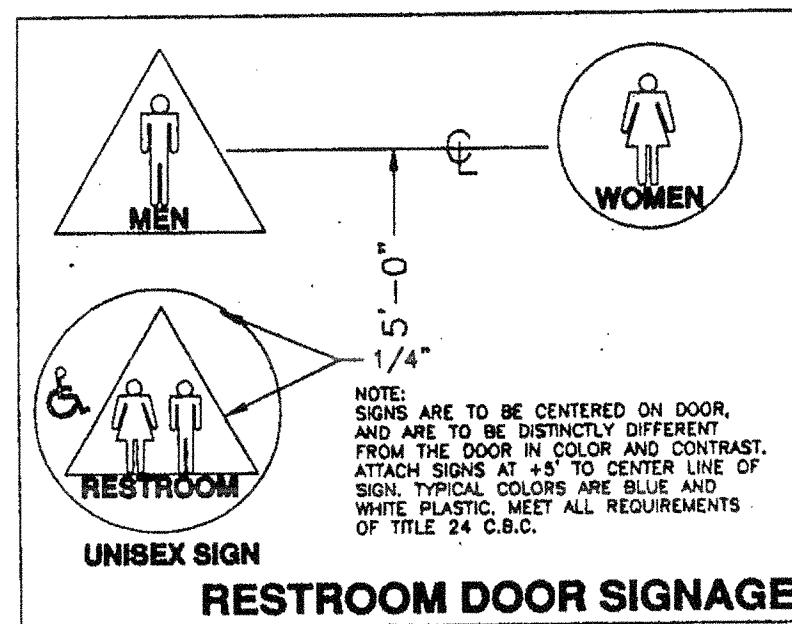 MEN
℄
WOMEN
5'-0"
1/4"
RESTROOM
UNISEX SIGN
NOTE:
SIGNS ARE TO BE CENTERED ON DOOR,
AND ARE TO BE DISTINCTLY DIFFERENT
FROM THE DOOR IN COLOR AND CONTRAST.
ATTACH SIGNS AT +5' TO CENTER LINE OF
SIGN. TYPICAL COLORS ARE BLUE AND
WHITE PLASTIC. MEET ALL REQUIREMENTS
OF TITLE 24 C.B.C.
RESTROOM DOOR SIGNAGE